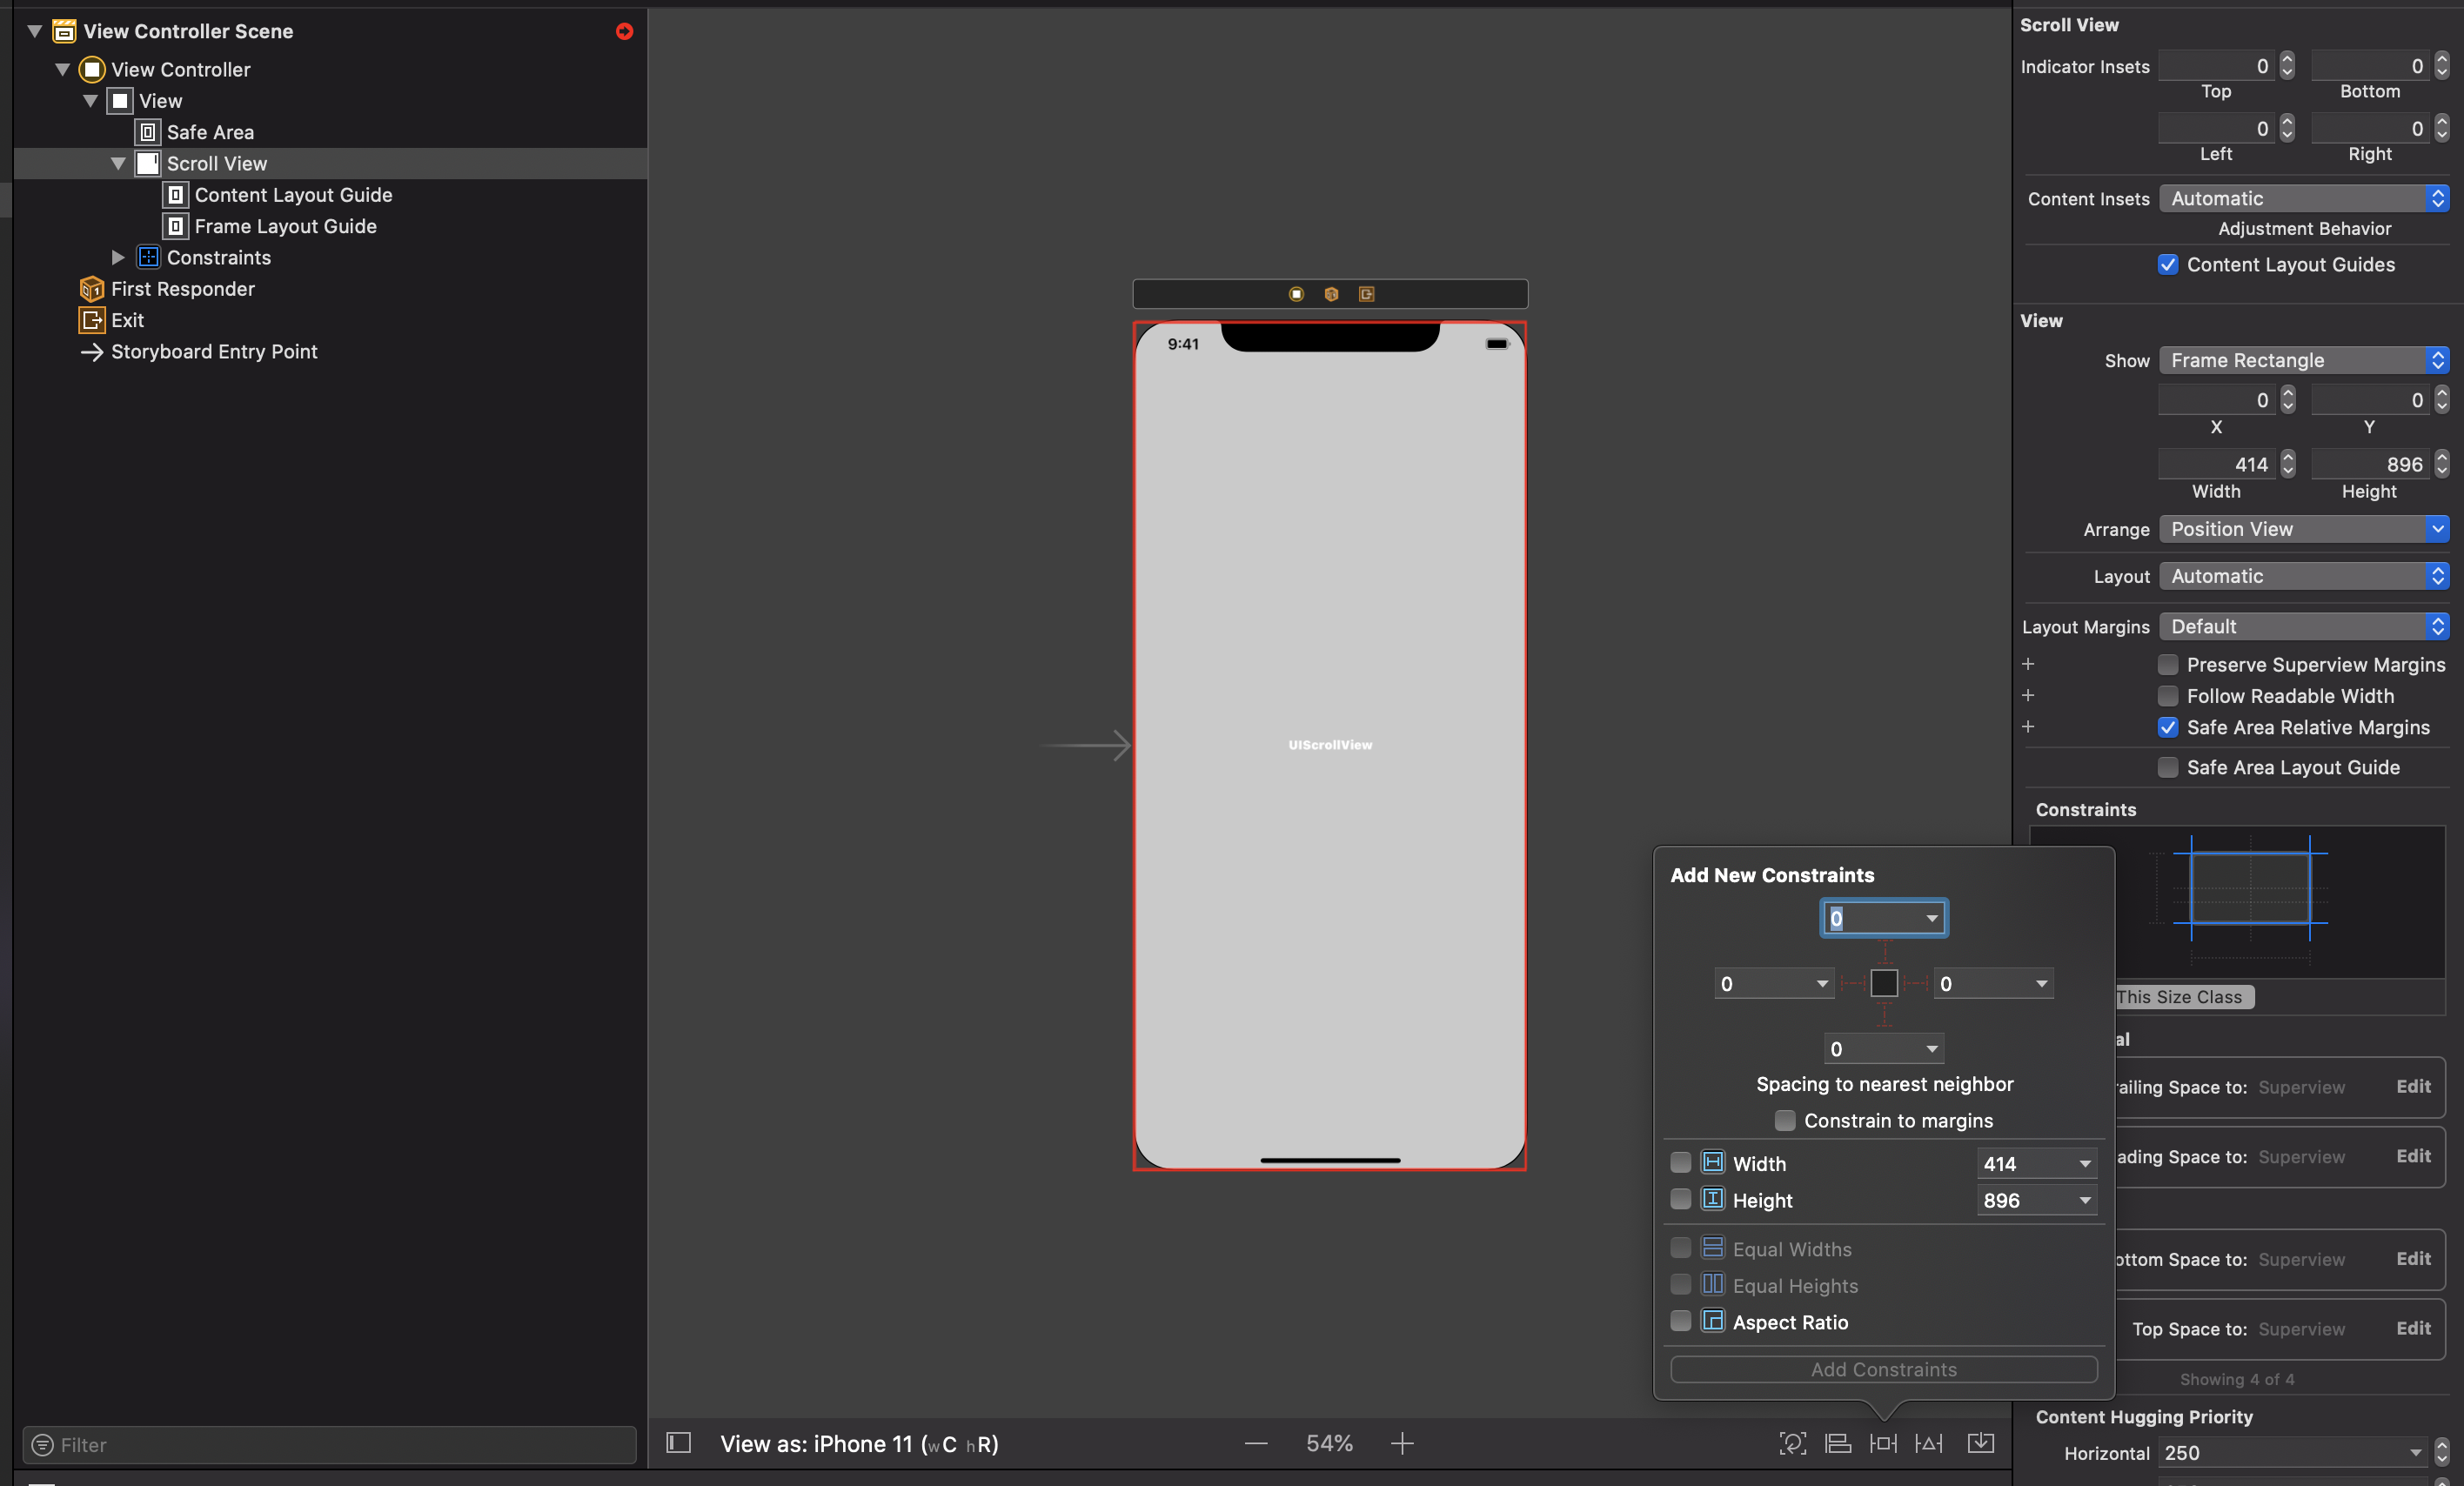 View Controller Scene
View Controller
View
Safe Area
Scroll View
Content Layout Guide
Frame Layout Guide
Constraints
First Responder
Exit
Storyboard Entry Point
Filter
9:41
UIScrollView
View as: iPhone 11 (wC hR)
54%
Add New Constraints
0
0
0
0
Spacing to nearest neighbor
Constrain to margins
Width 414
Height 896
Equal Widths
Equal Heights
Aspect Ratio
Add Constraints
Scroll View
Indicator Insets 0 0
Top Bottom
0 0
Left Right
Content Insets Automatic
Adjustment Behavior
Content Layout Guides
View
Show Frame Rectangle
0 0
X Y
414 896
Width Height
Arrange Position View
Layout Automatic
Layout Margins Default
Preserve Superview Margins
Follow Readable Width
Safe Area Relative Margins
Safe Area Layout Guide
Constraints
This Size Class
al
railing Space to: Superview Edit
ading Space to: Superview Edit
ottom Space to: Superview Edit
Top Space to: Superview Edit
Showing 4 of 4
Content Hugging Priority
Horizontal 250